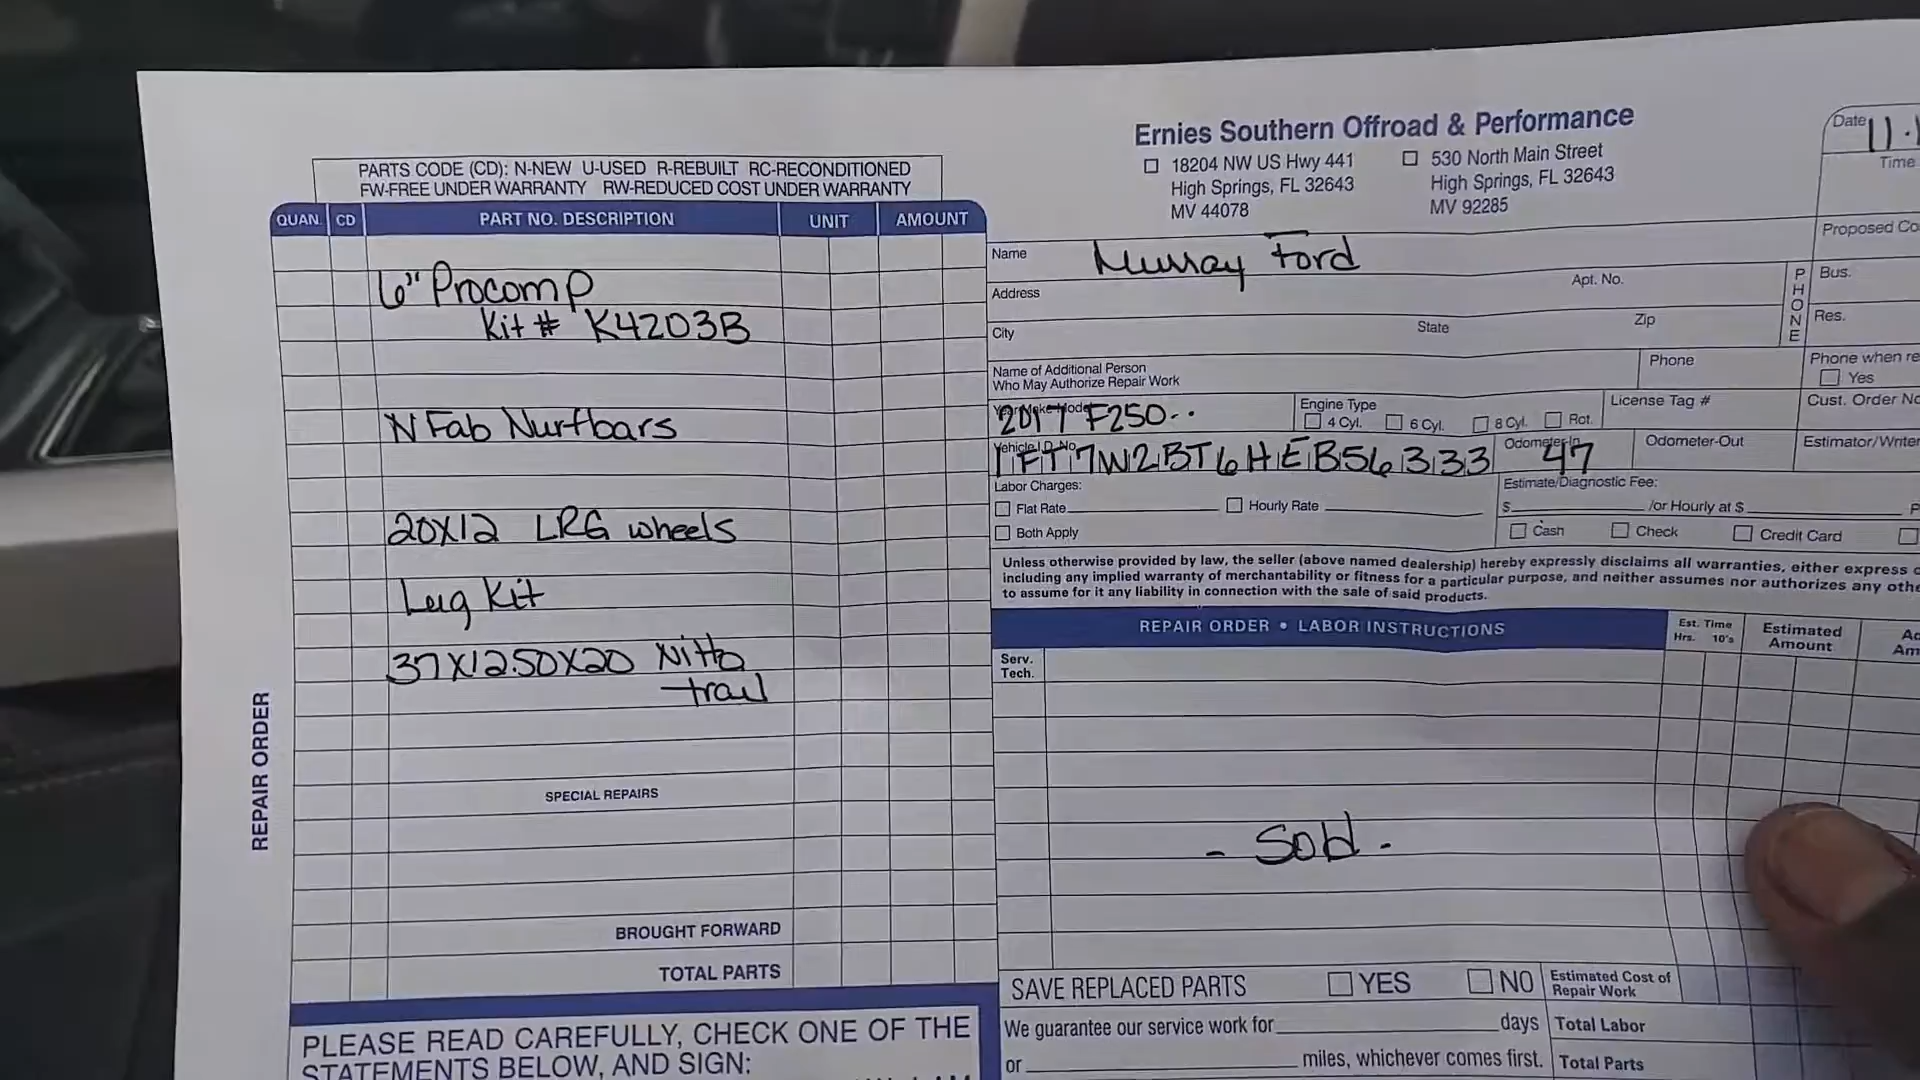 PARTS CODE (CD): N-NEW U-USED R-REBUILT RC-RECONDITIONED
FW-FREE UNDER WARRANTY RW-REDUCED COST UNDER WARRANTY
QUAN. CD PART NO. DESCRIPTION UNIT AMOUNT
6" Procomp
Kit # K4203B
N Fab Nurfbars
20X12 LRG wheels
Lug Kit
37X12.50X20 Nitto
trail
SPECIAL REPAIRS
BROUGHT FORWARD
TOTAL PARTS
REPAIR ORDER
PLEASE READ CAREFULLY, CHECK ONE OF THE
STATEMENTS BELOW, AND SIGN:
Ernies Southern Offroad & Performance
18204 NW US Hwy 441
High Springs, FL 32643
MV 44078
530 North Main Street
High Springs, FL 32643
MV 92285
Date 11.
Time
Proposed Co
Name Murray Ford
Address Apt. No.
City State Zip
PHONE
Bus.
Res.
Name of Additional Person
Who May Authorize Repair Work
Phone
Phone when re
Yes
Year/Make/Model 2017 F250..
Engine Type
4 Cyl. 6 Cyl. 8 Cyl. Rot.
License Tag #
Cust. Order No
Vehicle I.D. No. 1FT7W2BT6HEB56333
Odometer-In 47
Odometer-Out
Estimator/Writer
Labor Charges:
Flat Rate Hourly Rate
Both Apply
Estimate/Diagnostic Fee:
$ /or Hourly at $
Cash Check Credit Card
Unless otherwise provided by law, the seller (above named dealership) hereby expressly disclaims all warranties, either express o
including any implied warranty of merchantability or fitness for a particular purpose, and neither assumes nor authorizes any othe
to assume for it any liability in connection with the sale of said products.
REPAIR ORDER • LABOR INSTRUCTIONS
Est. Time
Hrs. 10's
Estimated
Amount
Ac
Am
Serv.
Tech.
- Sold -
SAVE REPLACED PARTS YES NO
Estimated Cost of
Repair Work
We guarantee our service work for days
Total Labor
or miles, whichever comes first.
Total Parts